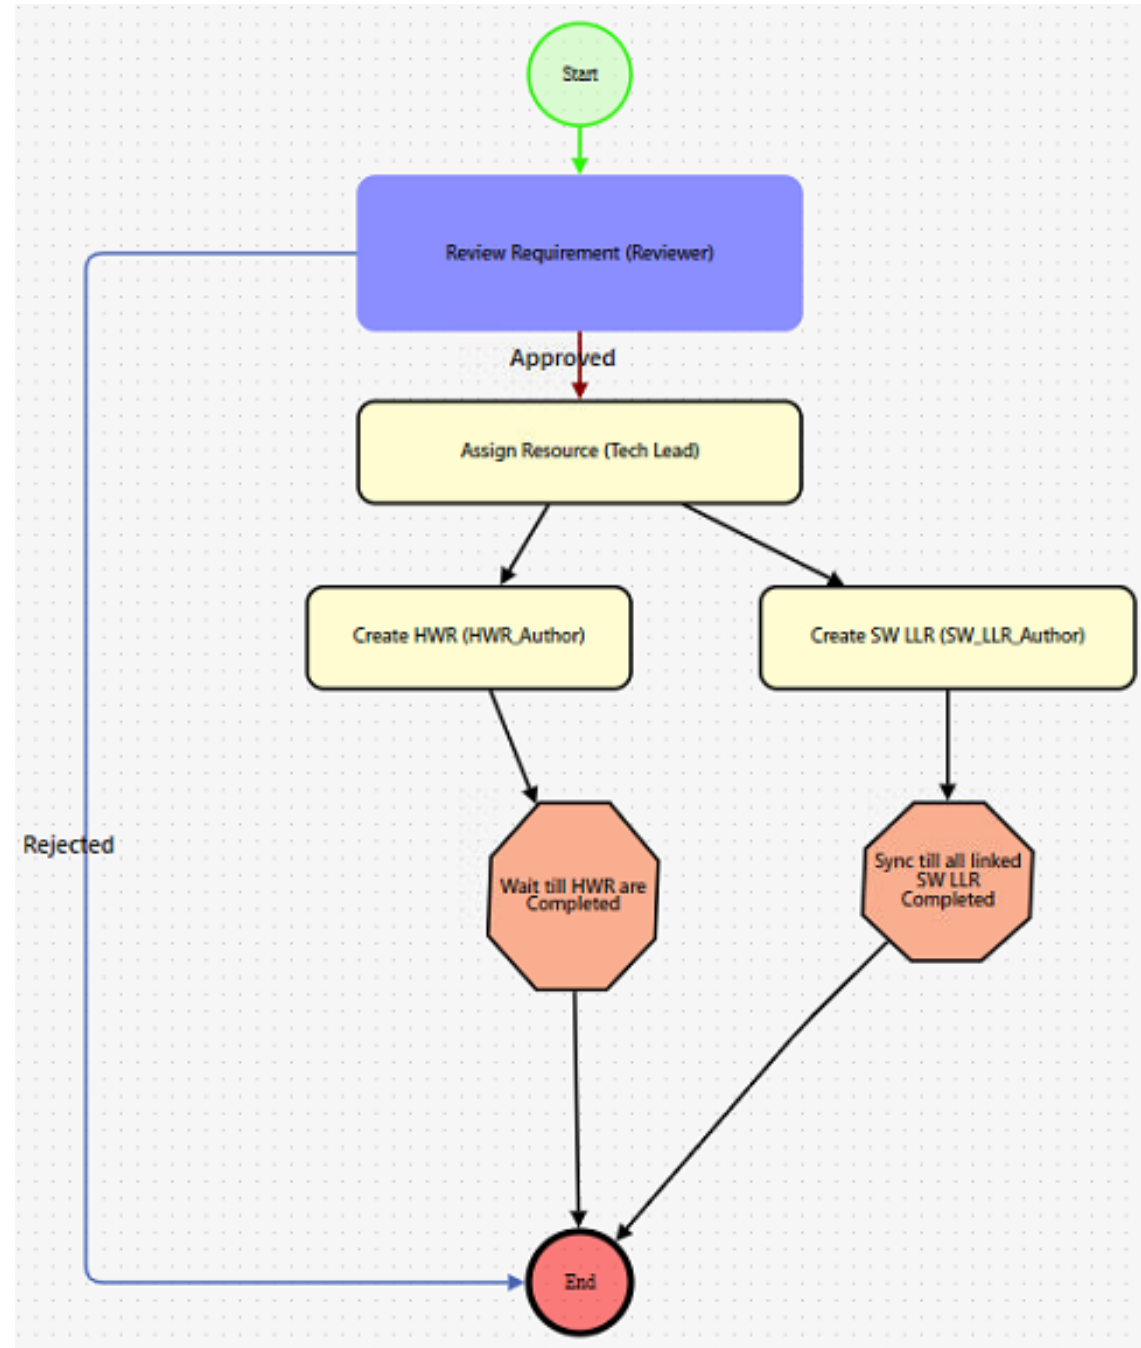 Start
Review Requirement (Reviewer)
Approved
Assign Resource (Tech Lead)
Create HWR (HWR_Author)
Create SW LLR (SW_LLR_Author)
Rejected
Wait till HWR are
Completed
Sync till all linked
SW LLR
Completed
End